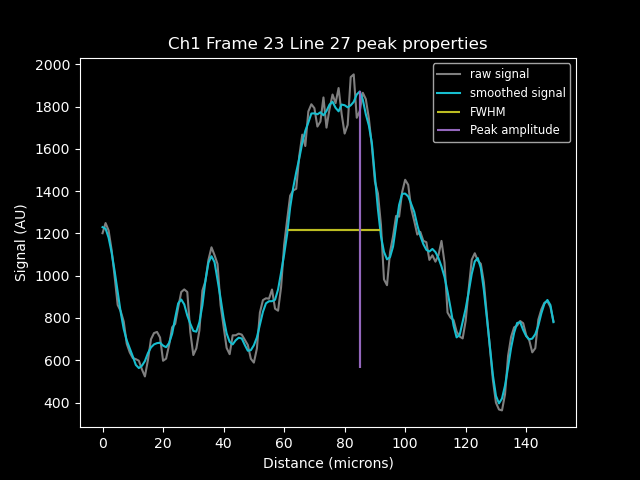 Ch1 Frame 23 Line 27 peak properties
raw signal
smoothed signal
FWHM
Peak amplitude
Signal (AU)
2000
1800
1600
1400
1200
1000
800
600
400
0 20 40 60 80 100 120 140
Distance (microns)